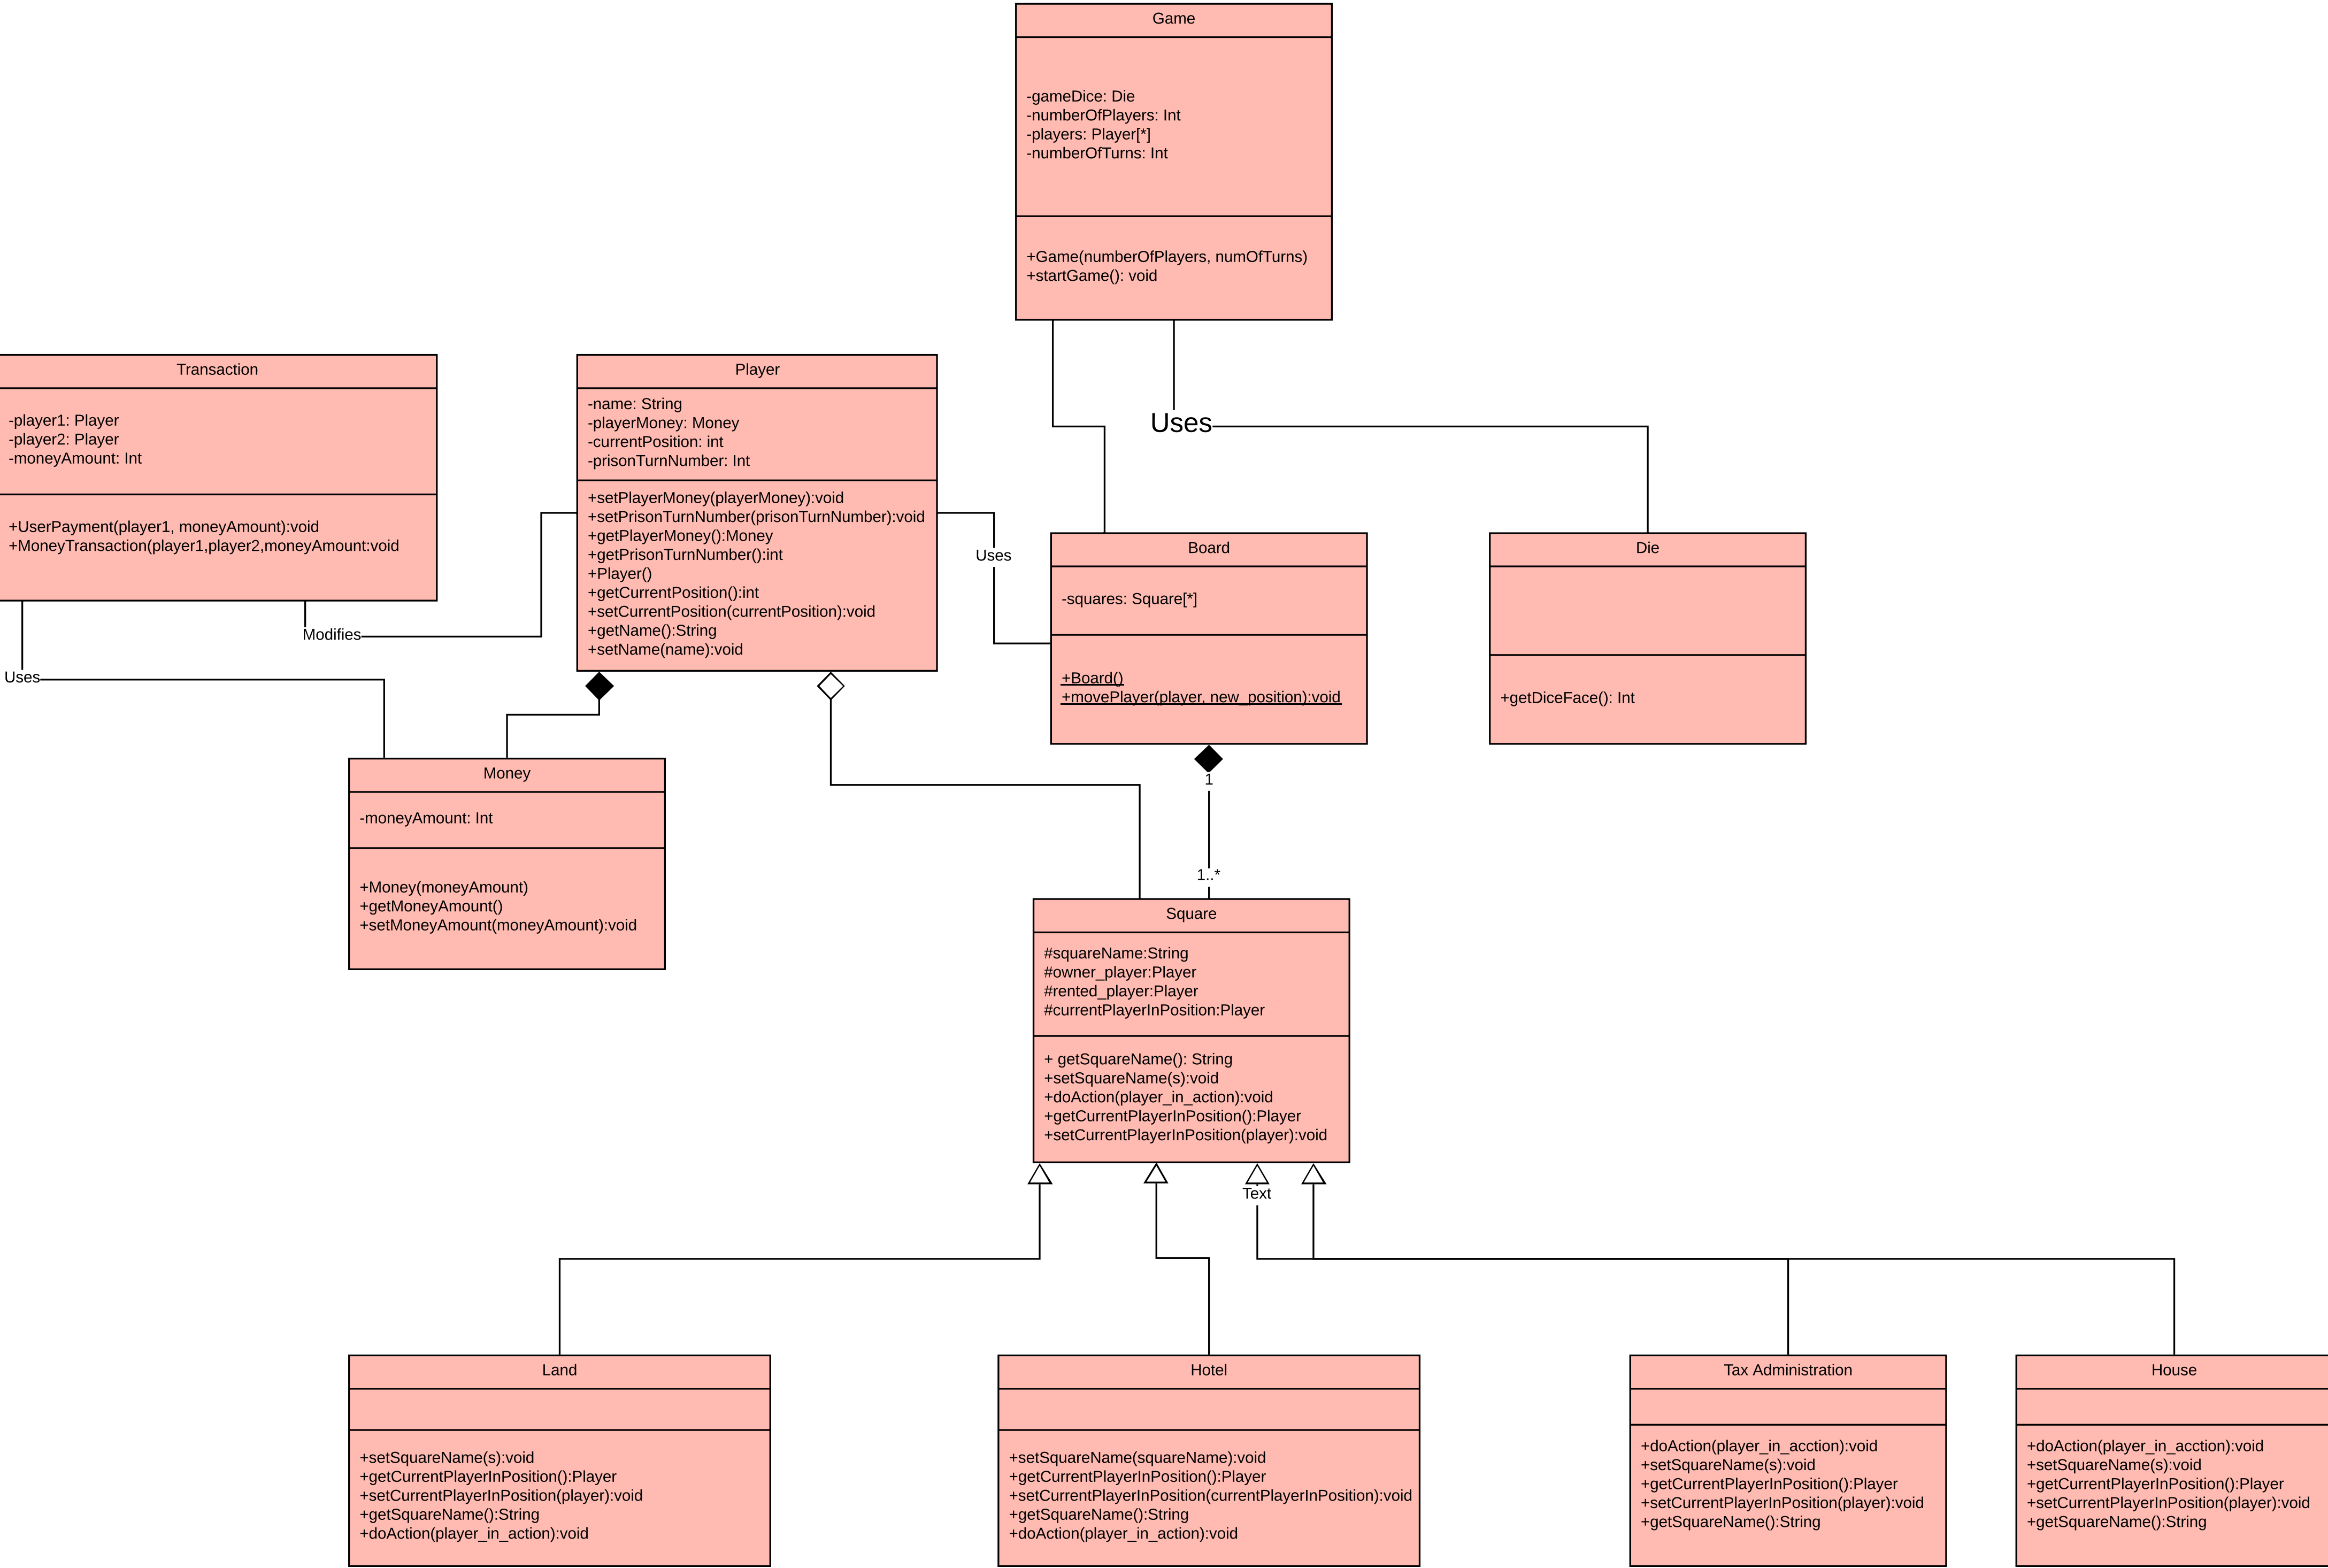 Game
-gameDice: Die
-numberOfPlayers: Int
-players: Player[*]
-numberOfTurns: Int
+Game(numberOfPlayers, numOfTurns)
+startGame(): void
Uses
Transaction
-player1: Player
-player2: Player
-moneyAmount: Int
+UserPayment(player1, moneyAmount):void
+MoneyTransaction(player1,player2,moneyAmount:void
Modifies
Uses
Player
-name: String
-playerMoney: Money
-currentPosition: int
-prisonTurnNumber: Int
+setPlayerMoney(playerMoney):void
+setPrisonTurnNumber(prisonTurnNumber):void
+getPlayerMoney():Money
+getPrisonTurnNumber():int
+Player()
+getCurrentPosition():int
+setCurrentPosition(currentPosition):void
+getName():String
+setName(name):void
Uses
Board
-squares: Square[*]
+Board()
+movePlayer(player, new_position):void
Die
+getDiceFace(): Int
Money
-moneyAmount: Int
+Money(moneyAmount)
+getMoneyAmount()
+setMoneyAmount(moneyAmount):void
1
1..*
Square
#squareName:String
#owner_player:Player
#rented_player:Player
#currentPlayerInPosition:Player
+ getSquareName(): String
+setSquareName(s):void
+doAction(player_in_action):void
+getCurrentPlayerInPosition():Player
+setCurrentPlayerInPosition(player):void
Text
Land
+setSquareName(s):void
+getCurrentPlayerInPosition():Player
+setCurrentPlayerInPosition(player):void
+getSquareName():String
+doAction(player_in_action):void
Hotel
+setSquareName(squareName):void
+getCurrentPlayerInPosition():Player
+setCurrentPlayerInPosition(currentPlayerInPosition):void
+getSquareName():String
+doAction(player_in_action):void
Tax Administration
+doAction(player_in_acction):void
+setSquareName(s):void
+getCurrentPlayerInPosition():Player
+setCurrentPlayerInPosition(player):void
+getSquareName():String
House
+doAction(player_in_acction):void
+setSquareName(s):void
+getCurrentPlayerInPosition():Player
+setCurrentPlayerInPosition(player):void
+getSquareName():String